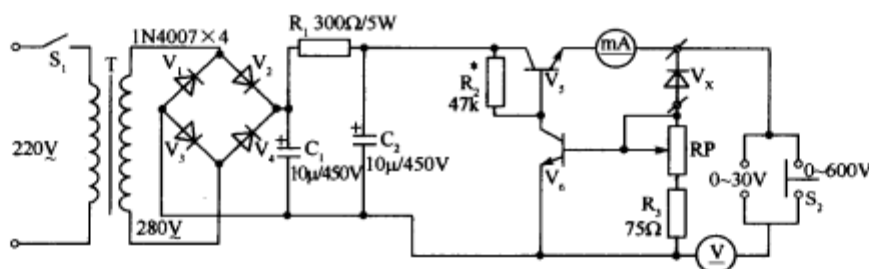 R₁ 300Ω/5W
1N4007×4
S₁
T
V₁
V₂
mA
*
R₂
47k
V₅
Vₓ
220V~
V₃
V₄
C₁
10μ/450V
C₂
10μ/450V
V₆
RP
0~30V
0~600V
S₂
R₃
75Ω
280V~
V